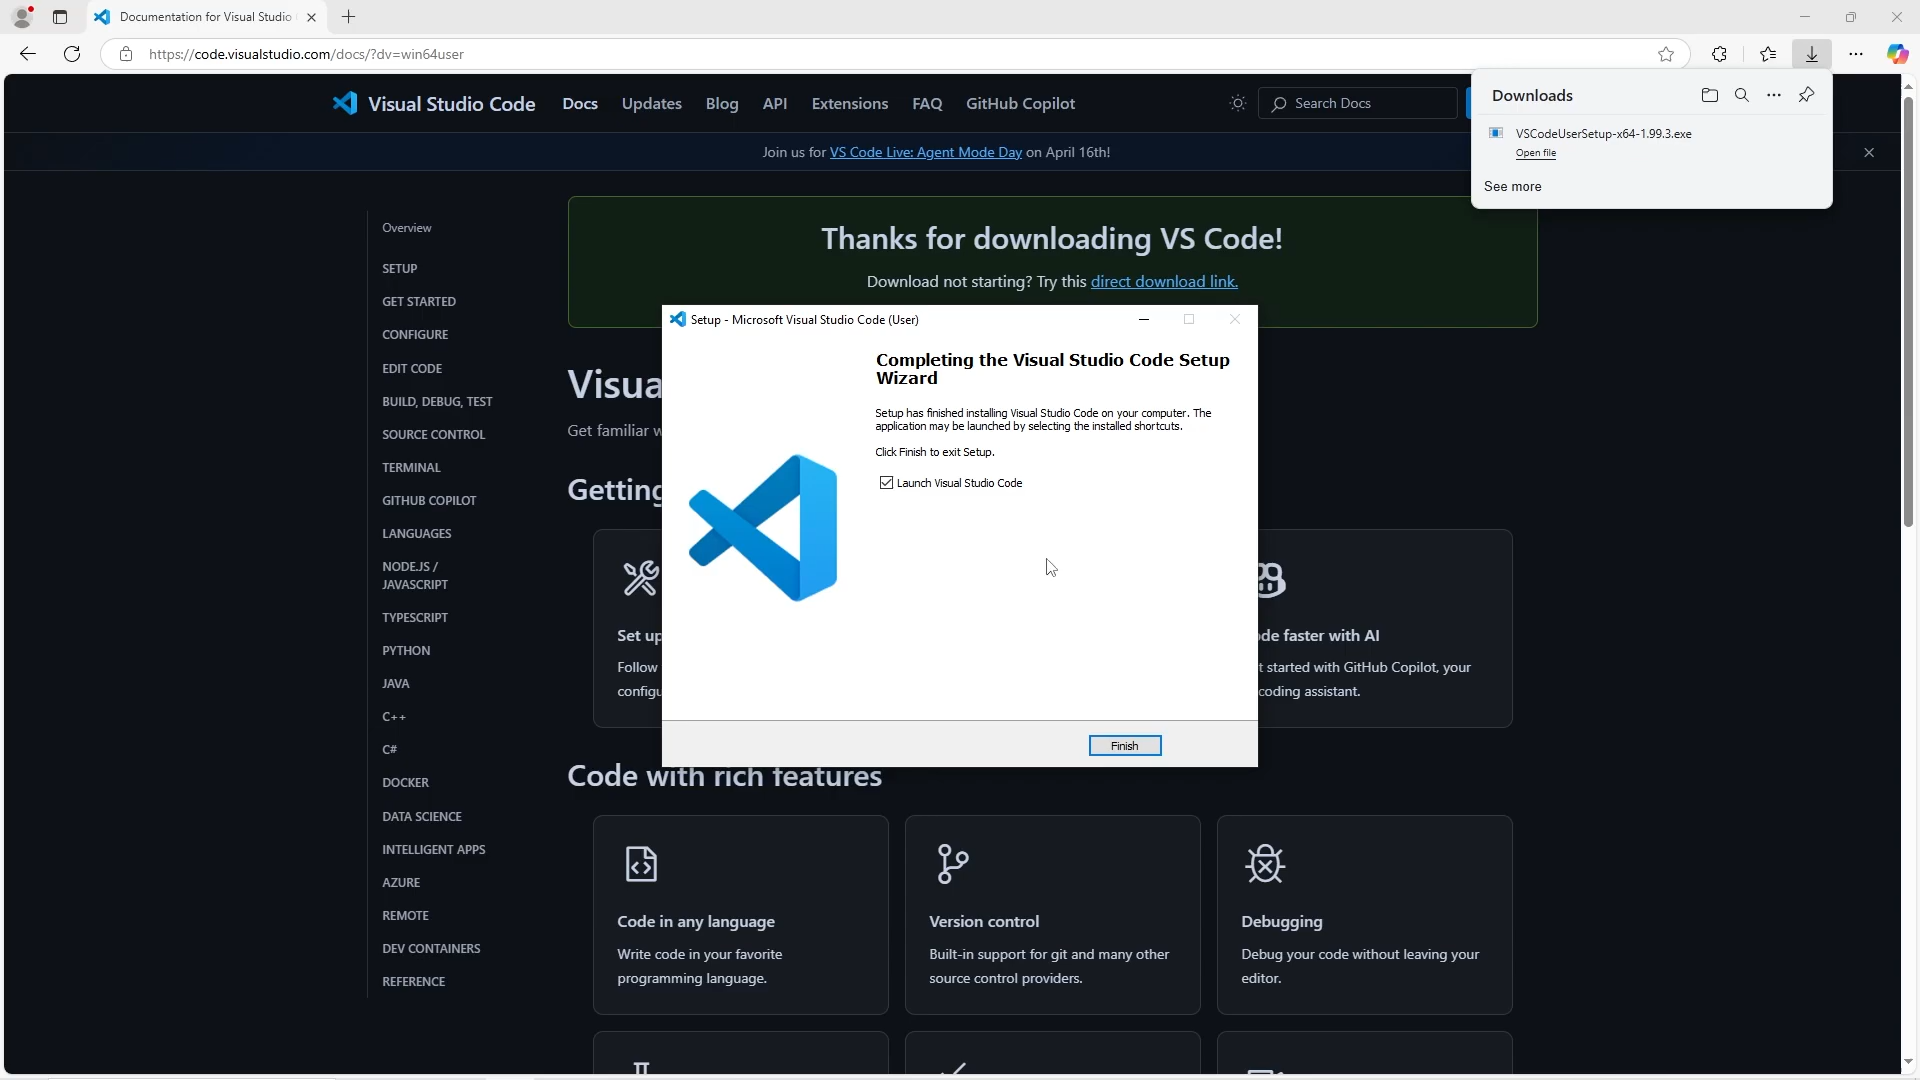 Documentation for Visual Studio
https://code.visualstudio.com/docs/?dv=win64user
Visual Studio Code
Docs
Updates
Blog
API
Extensions
FAQ
GitHub Copilot
Search Docs
Downloads
VSCodeUserSetup-x64-1.99.3.exe
Open file
See more
Join us for VS Code Live: Agent Mode Day on April 16th!
Thanks for downloading VS Code!
Download not starting? Try this direct download link.
Overview
SETUP
GET STARTED
CONFIGURE
EDIT CODE
BUILD, DEBUG, TEST
SOURCE CONTROL
TERMINAL
GITHUB COPILOT
LANGUAGES
NODE.JS /
JAVASCRIPT
TYPESCRIPT
PYTHON
JAVA
C++
C#
DOCKER
DATA SCIENCE
INTELLIGENT APPS
AZURE
REMOTE
DEV CONTAINERS
REFERENCE
Visua
Get familiar w
Getting
Set up
Follow
configu
Setup - Microsoft Visual Studio Code (User)
Completing the Visual Studio Code Setup
Wizard
Setup has finished installing Visual Studio Code on your computer. The
application may be launched by selecting the installed shortcuts.
Click Finish to exit Setup.
Launch Visual Studio Code
Finish
de faster with AI
t started with GitHub Copilot, your
coding assistant.
Code with rich features
Code in any language
Write code in your favorite
programming language.
Version control
Built-in support for git and many other
source control providers.
Debugging
Debug your code without leaving your
editor.